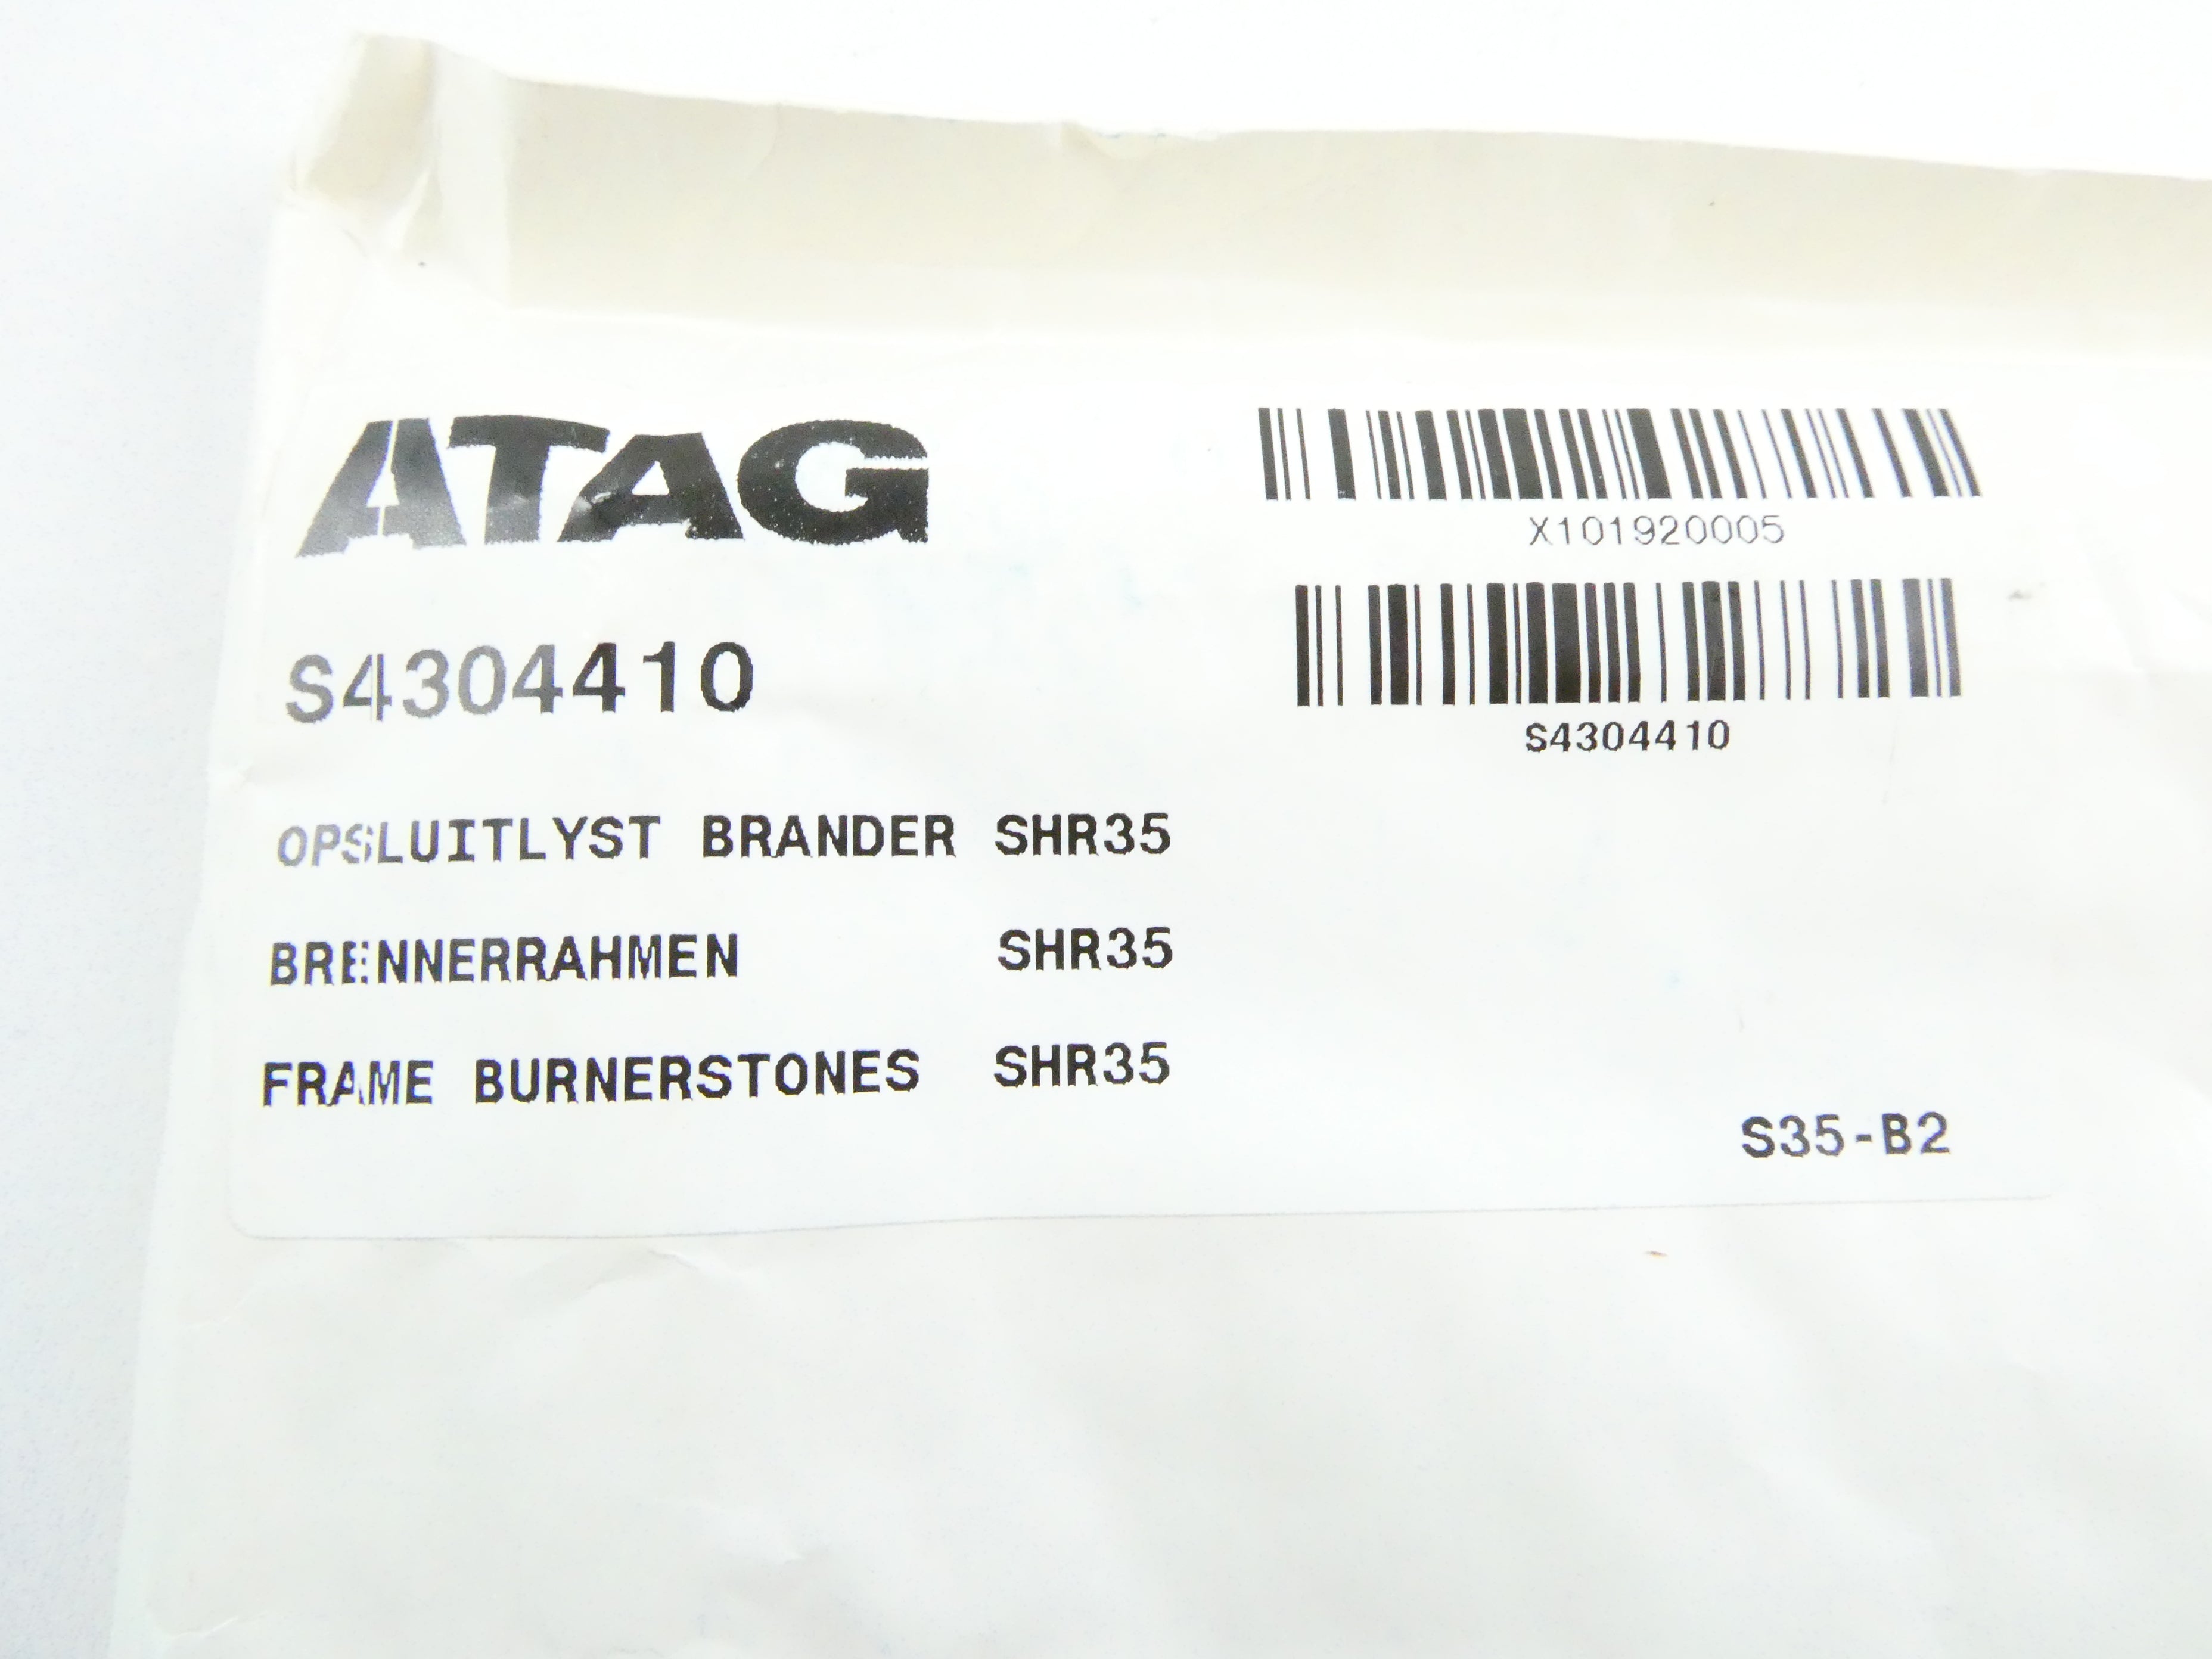 ATAG
X101920005
S4304410
S4304410
OPSLUITLYST BRANDER SHR35
BRENNERRAHMEN SHR35
FRAME BURNERSTONES SHR35
S35-B2